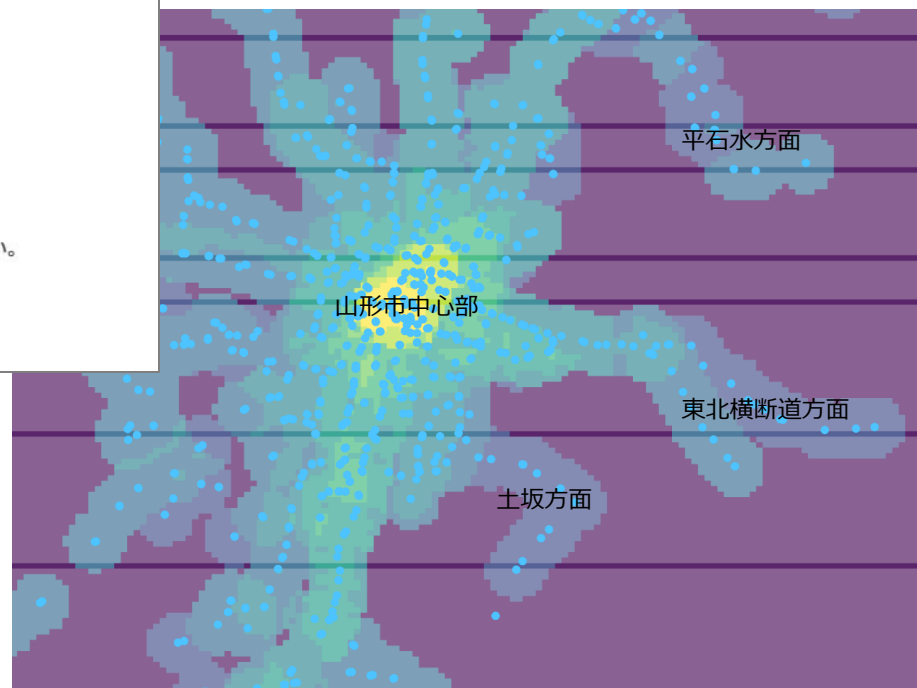 い。
平石水方面
山形市中心部
東北横断道方面
土坂方面